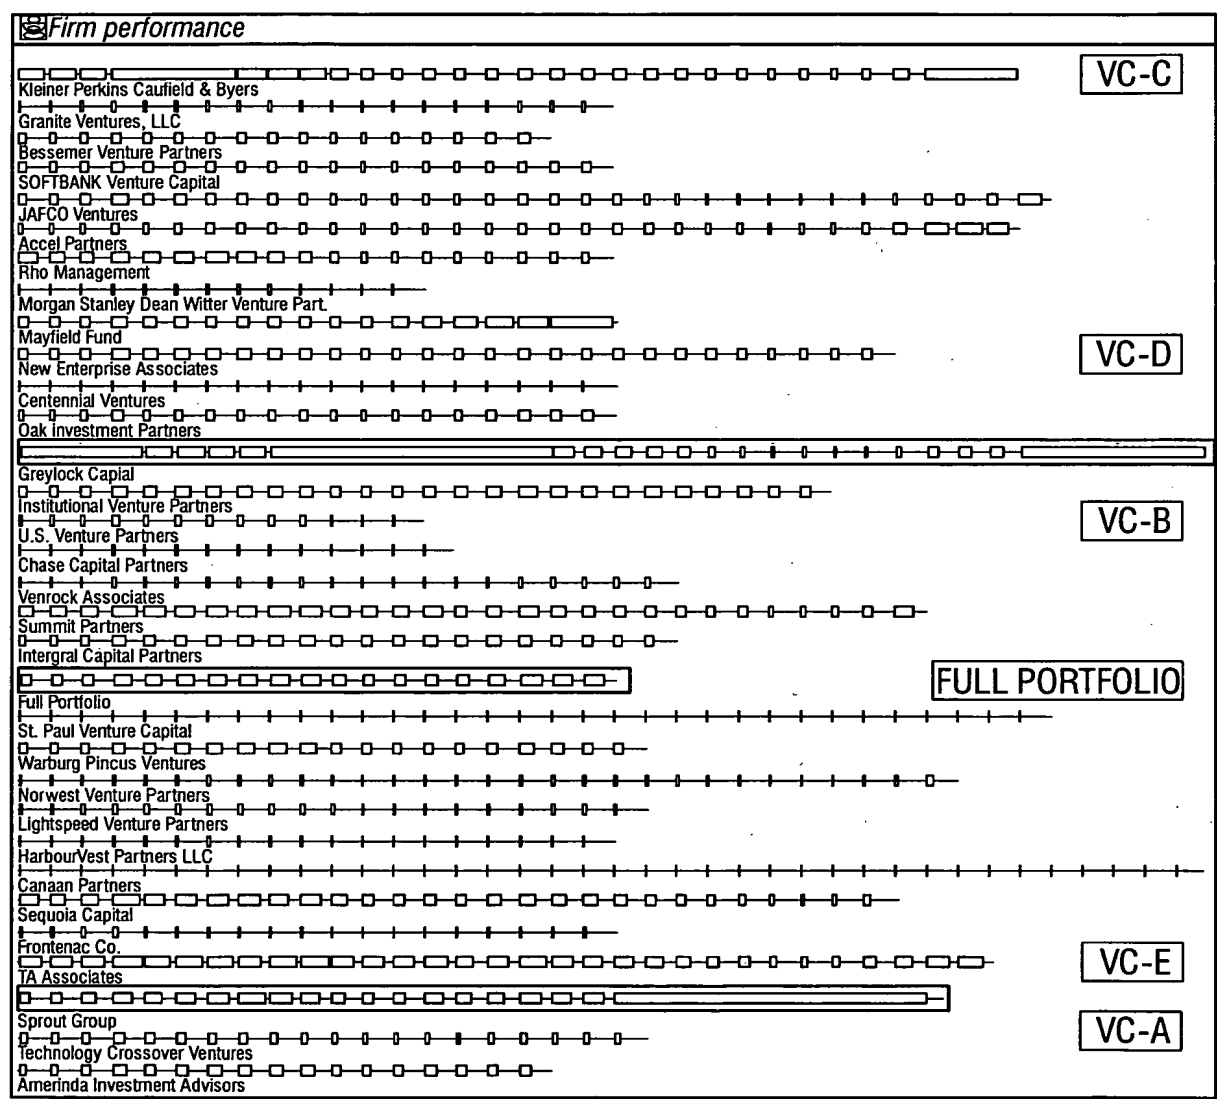 Firm performance
VC-C
Kleiner Perkins Caufield & Byers
Granite Ventures, LLC
Bessemer Venture Partners
SOFTBANK Venture Capital
JAFCO Ventures
Accel Partners
Rho Management
Morgan Stanley Dean Witter Venture Part.
Mayfield Fund
VC-D
New Enterprise Associates
Centennial Ventures
Oak Investment Partners
Greylock Capial
Institutional Venture Partners
VC-B
U.S. Venture Partners
Chase Capital Partners
Venrock Associates
Summit Partners
Intergral Capital Partners
FULL PORTFOLIO
Full Portfolio
St. Paul Venture Capital
Warburg Pincus Ventures
Norwest Venture Partners
Lightspeed Venture Partners
HarbourVest Partners LLC
Canaan Partners
Sequoia Capital
Frontenac Co.
VC-E
TA Associates
Sprout Group
VC-A
Technology Crossover Ventures
Amerinda Investment Advisors